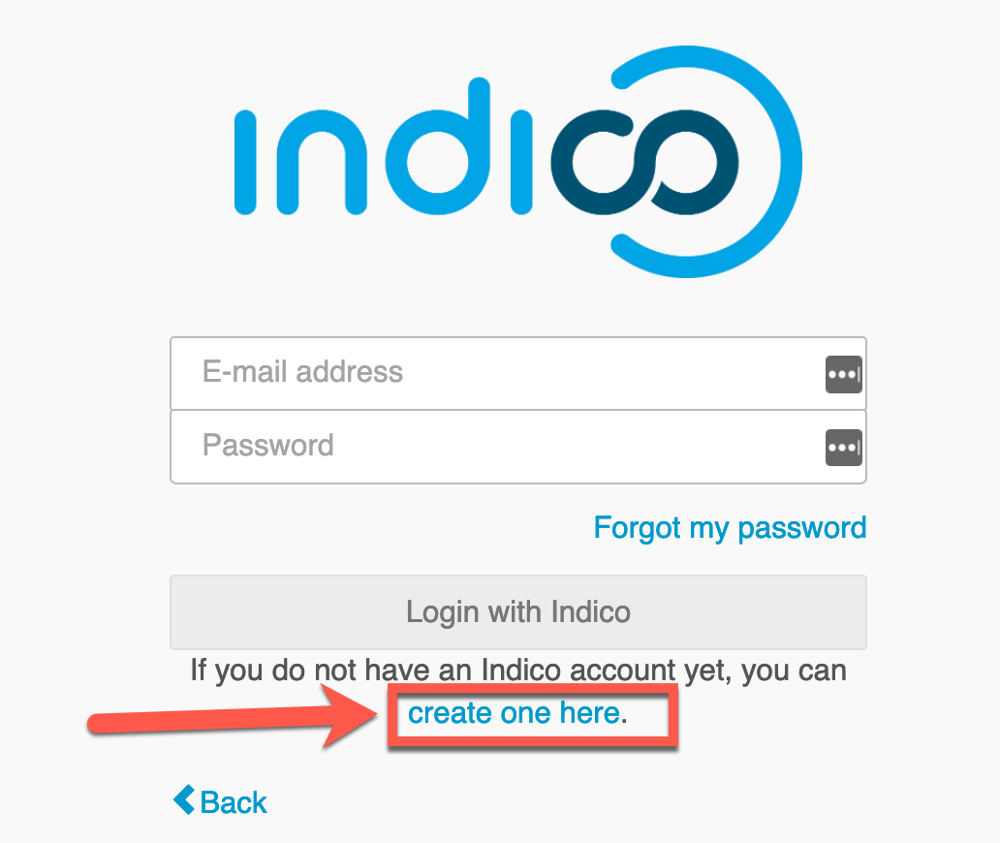 indico
E-mail address
Password
Forgot my password
Login with Indico
If you do not have an Indico account yet, you can
create one here.
Back